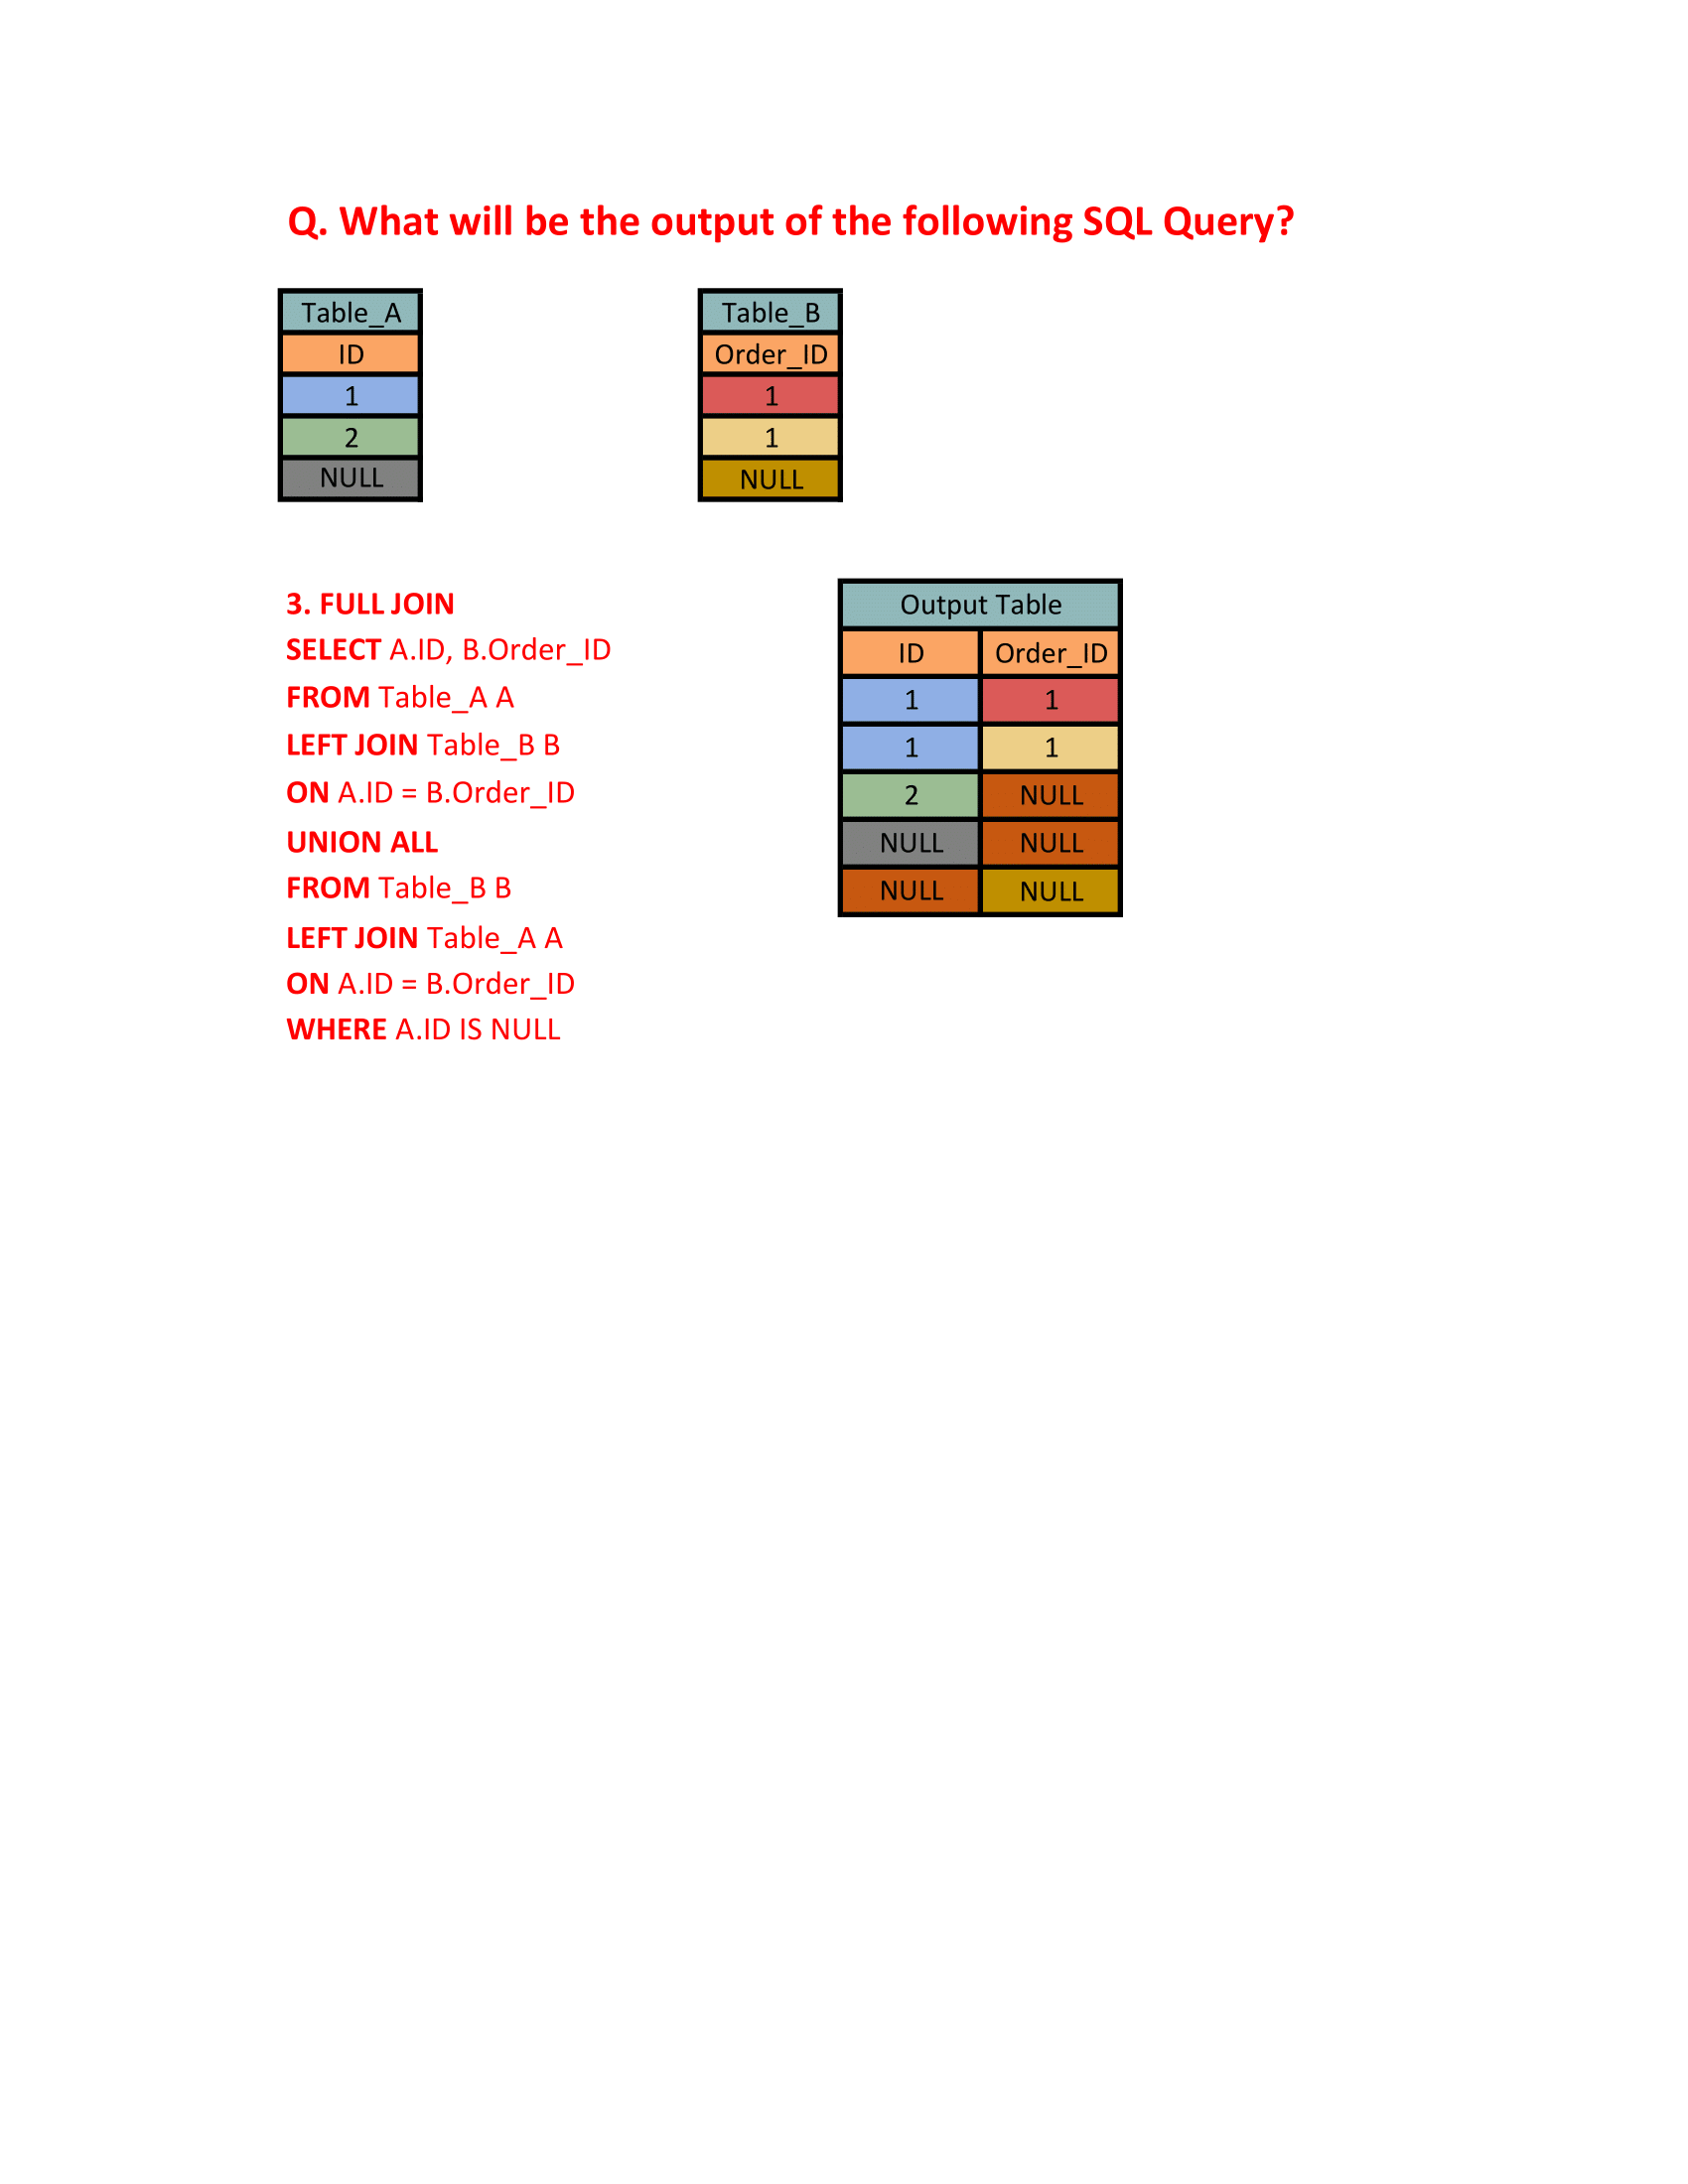 Q. What will be the output of the following SQL Query?
Table_A
ID
1
2
NULL
Table_B
Order_ID
1
1
NULL
3. FULL JOIN
SELECT A.ID, B.Order_ID
FROM Table_A A
LEFT JOIN Table_B B
ON A.ID = B.Order_ID
UNION ALL
FROM Table_B B
LEFT JOIN Table_A A
ON A.ID = B.Order_ID
WHERE A.ID IS NULL
Output Table
ID Order_ID
1 1
1 1
2 NULL
NULL NULL
NULL NULL